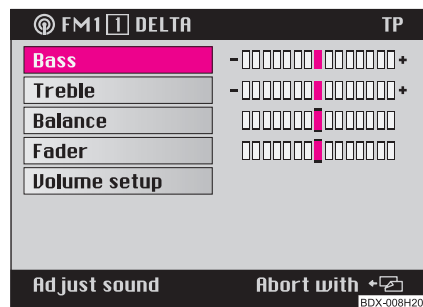 FM1 1 DELTA TP
Bass - +
Treble - +
Balance
Fader
Volume setup
Adjust sound Abort with
BDX-008H20